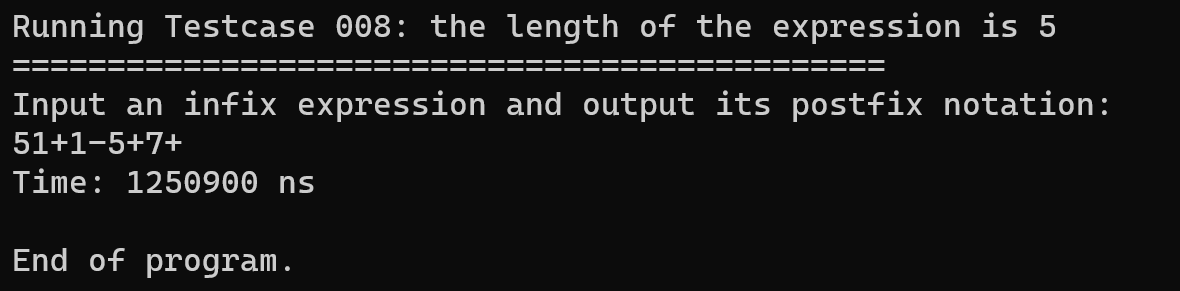 Running Testcase 008: the length of the expression is 5
==============================================
Input an infix expression and output its postfix notation:
51+1-5+7+
Time: 1250900 ns
End of program.